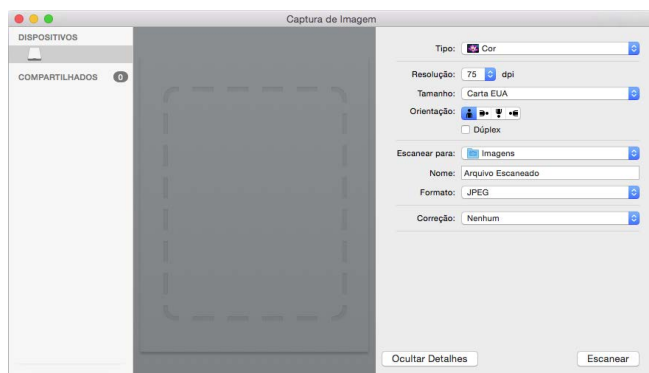 Captura de Imagem
DISPOSITIVOS
COMPARTILHADOS 0
Tipo: Cor
Resolução: 75 dpi
Tamanho: Carta EUA
Orientação:
Dúplex
Escanear para: Imagens
Nome: Arquivo Escaneado
Formato: JPEG
Correção: Nenhum
Ocultar Detalhes Escanear